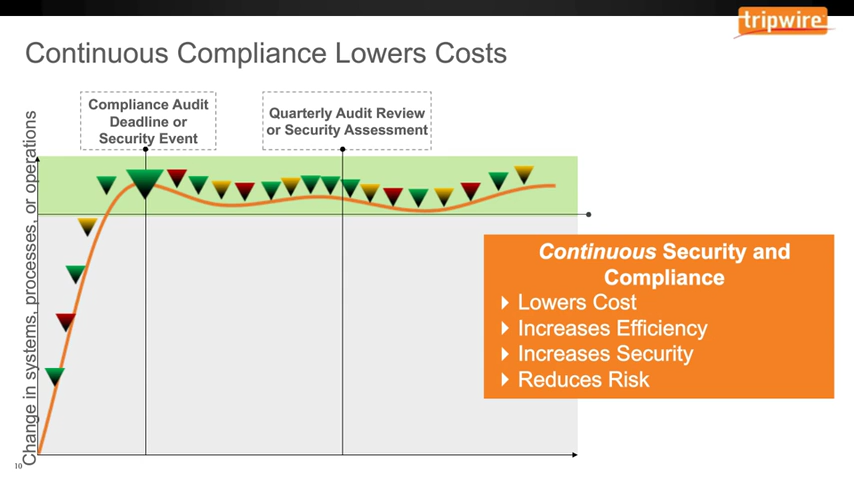 tripwire
Continuous Compliance Lowers Costs
Compliance Audit
Deadline or
Security Event
Quarterly Audit Review
or Security Assessment
Change in systems, processes, or operations
Continuous Security and
Compliance
Lowers Cost
Increases Efficiency
Increases Security
Reduces Risk
10